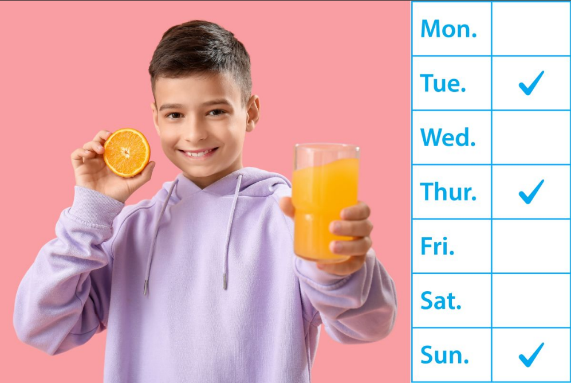 Mon.
Tue. ✓
Wed.
Thur. ✓
Fri.
Sat.
Sun. ✓